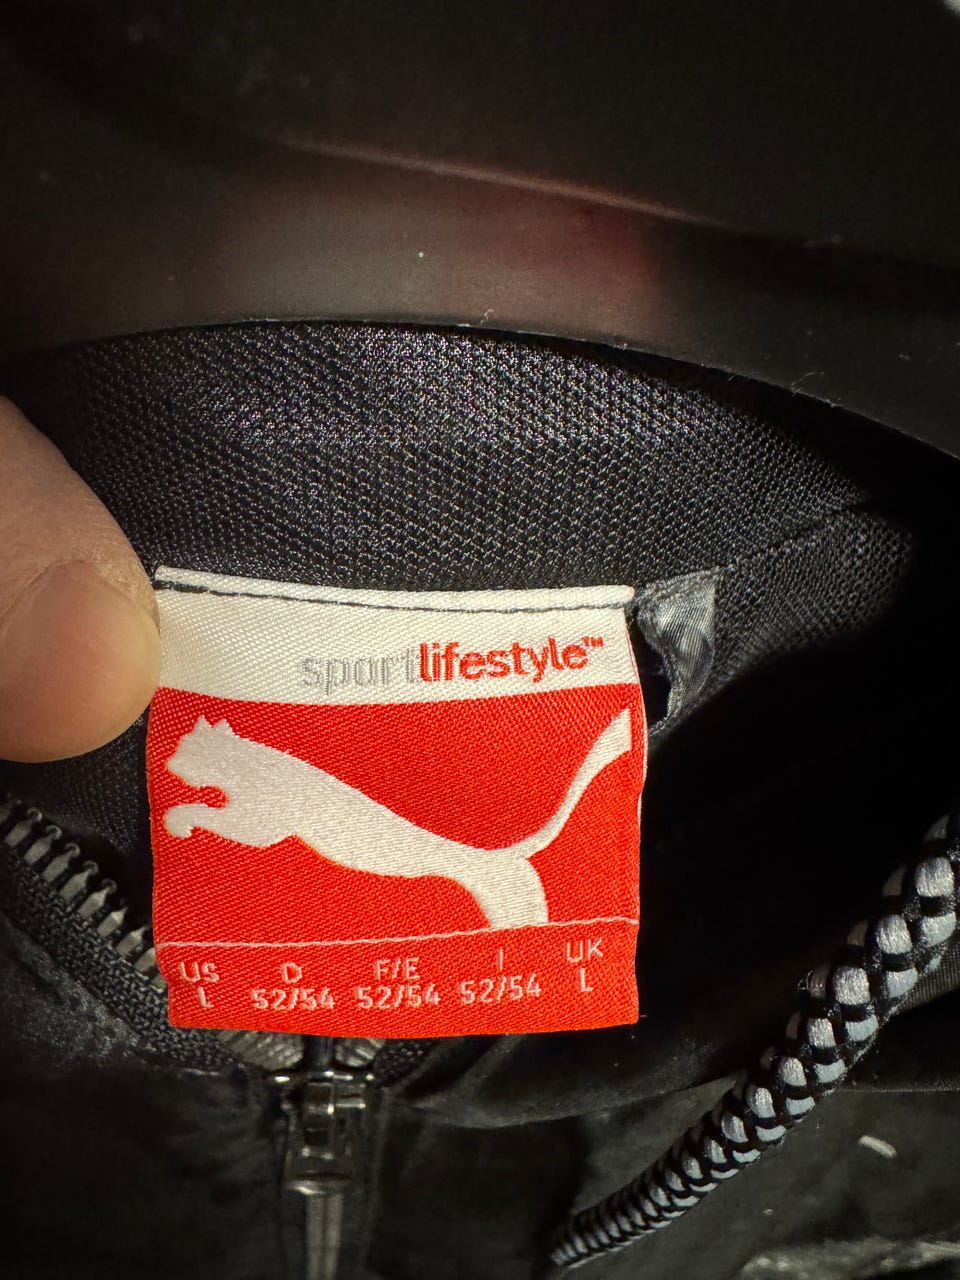 sportlifestyle™
US D F/E I UK
L 52/54 52/54 52/54 L